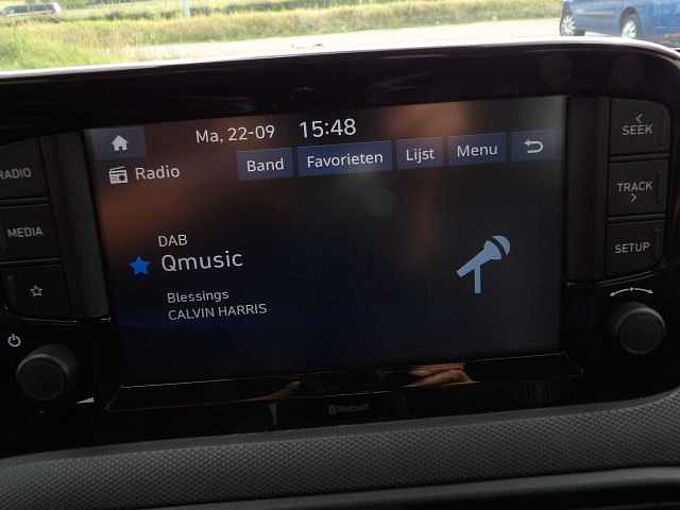 Ma, 22-09 15:48
Radio Band Favorieten Lijst Menu
DAB
Qmusic
Blessings
CALVIN HARRIS
RADIO
MEDIA
< SEEK
TRACK >
SETUP
Bluetooth